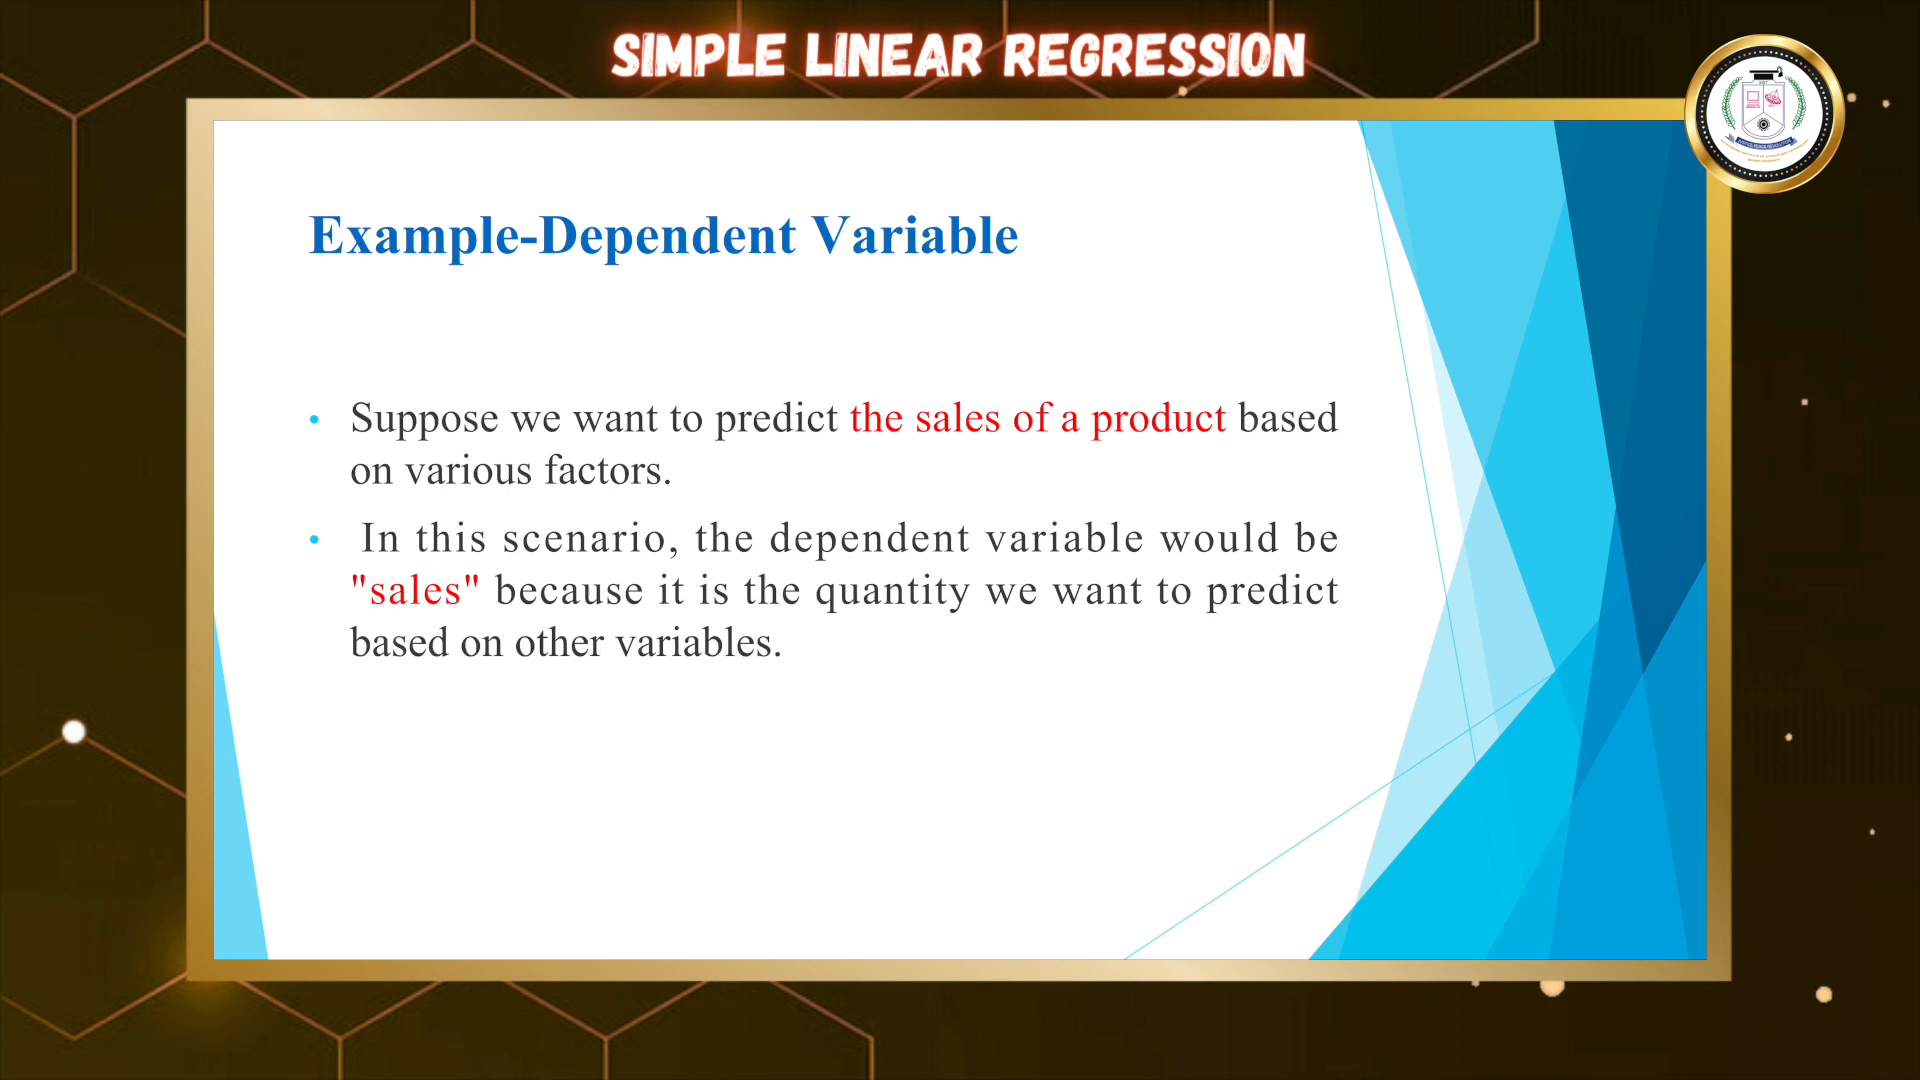 SIMPLE LINEAR REGRESSION
Example-Dependent Variable
• Suppose we want to predict the sales of a product based
on various factors.
• In this scenario, the dependent variable would be
"sales" because it is the quantity we want to predict
based on other variables.